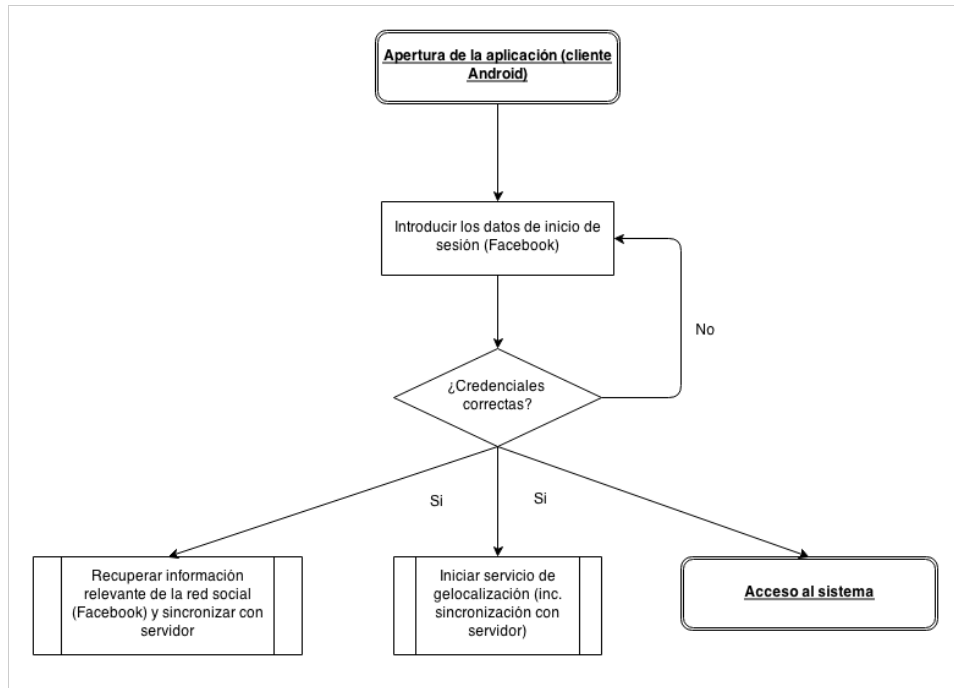 Apertura de la aplicación (cliente
Android)
Introducir los datos de inicio de
sesión (Facebook)
No
¿Credenciales
correctas?
Si
Si
Recuperar información
relevante de la red social
(Facebook) y sincronizar con
servidor
Iniciar servicio de
gelocalización (inc.
sincronización con
servidor)
Acceso al sistema